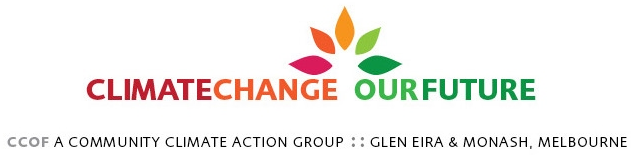 CLIMATECHANGE OURFUTURE
CCOF A COMMUNITY CLIMATE ACTION GROUP :: GLEN EIRA & MONASH, MELBOURNE